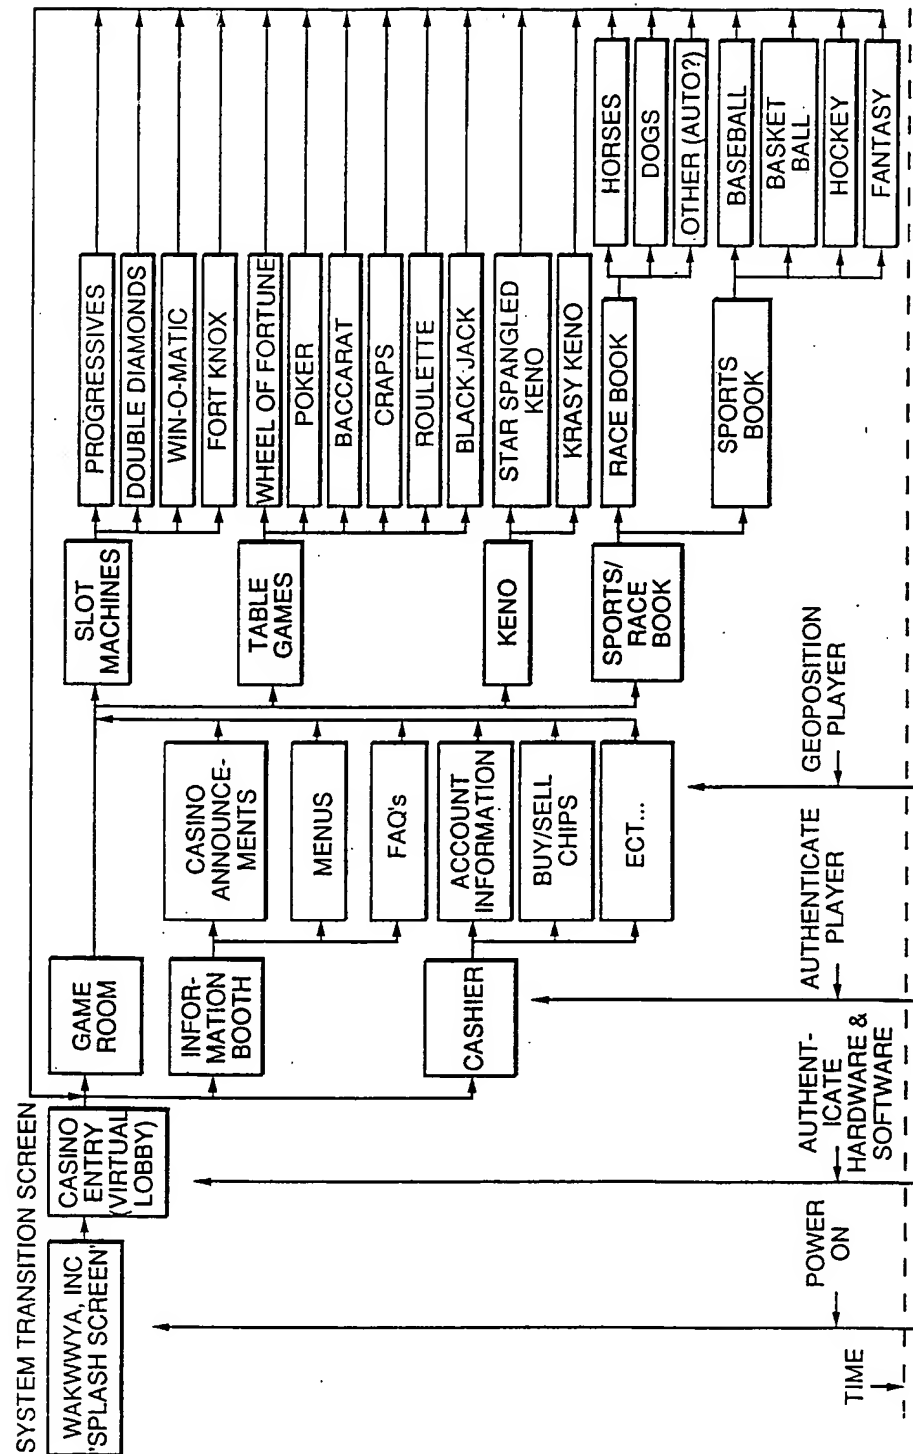 SYSTEM TRANSITION SCREEN
WAKWWYA, INC
'SPLASH SCREEN'
CASINO
ENTRY
(VIRTUAL
LOBBY)
GAME
ROOM
INFOR-
MATION
BOOTH
CASHIER
CASINO
ANNOUNCE-
MENTS
MENUS
FAQ's
ACCOUNT
INFORMATION
BUY/SELL
CHIPS
ECT...
SLOT
MACHINES
TABLE
GAMES
KENO
SPORTS/
RACE
BOOK
PROGRESSIVES
DOUBLE DIAMONDS
WIN-O-MATIC
FORT KNOX
WHEEL OF FORTUNE
POKER
BACCARAT
CRAPS
ROULETTE
BLACK JACK
STAR SPANGLED
KENO
KRASY KENO
RACE BOOK
SPORTS
BOOK
HORSES
DOGS
OTHER (AUTO?)
BASEBALL
BASKET
BALL
HOCKEY
FANTASY
TIME
POWER
ON
AUTHENT-
ICATE
HARDWARE &
SOFTWARE
AUTHENTICATE
PLAYER
GEOPOSITION
PLAYER